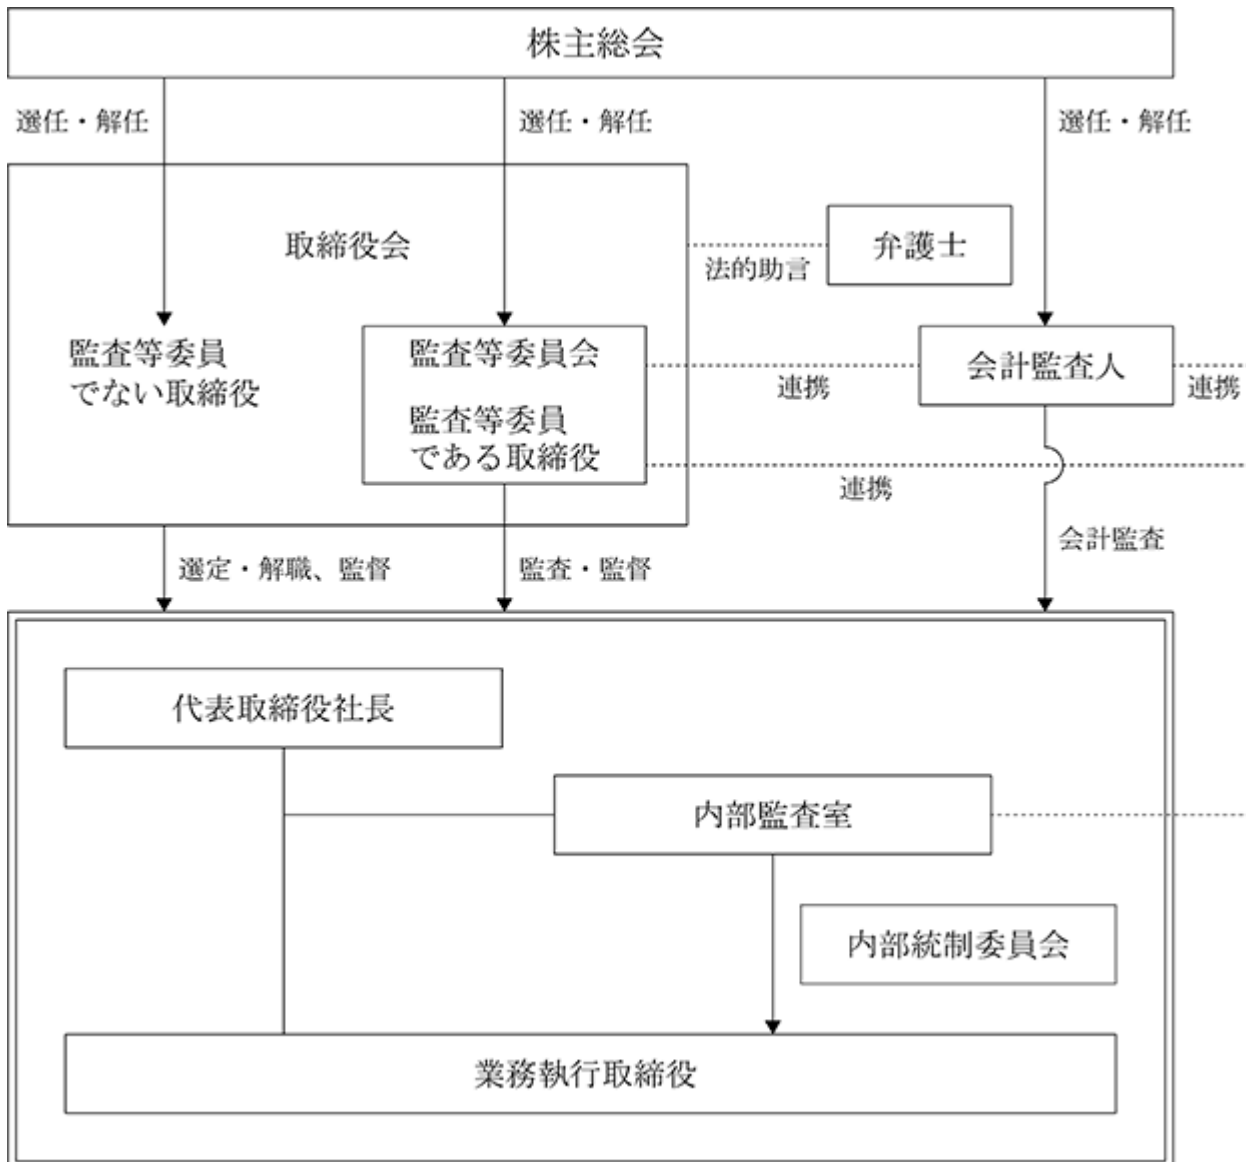 株主総会
選任・解任
選任・解任
選任・解任
取締役会
弁護士
法的助言
監査等委員
でない取締役
監査等委員会
監査等委員
である取締役
連携
会計監査人
連携
連携
選定・解職、監督
監査・監督
会計監査
代表取締役社長
内部監査室
内部統制委員会
業務執行取締役